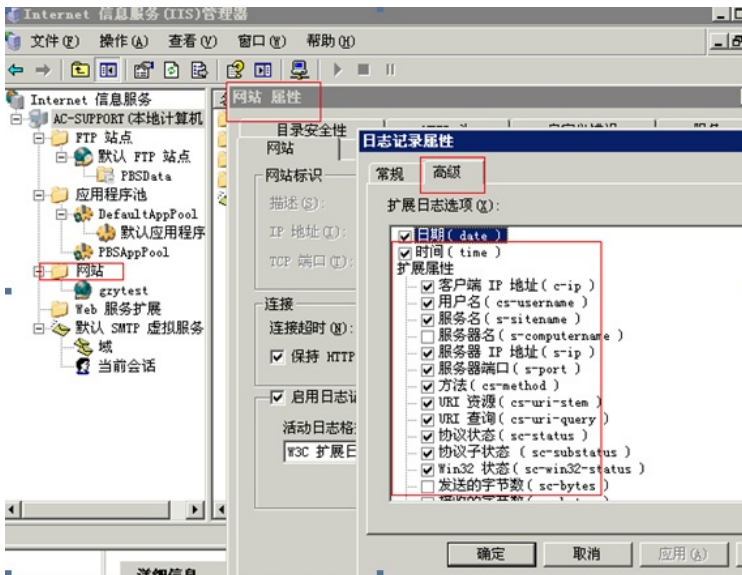 Internet 信息服务(IIS)管理器
文件(F) 操作(A) 查看(V) 窗口(W) 帮助(H)
Internet 信息服务
AC-SUPPORT(本地计算机
FTP 站点
默认 FTP 站点
PBSData
应用程序池
DefaultAppPool
默认应用程序
PBSAppPool
网站
gzytest
Web 服务扩展
默认 SMTP 虚拟服务
域
当前会话
网站 属性
目录安全性
网站
网站标识
描述(S):
IP 地址(I):
TCP 端口(T):
连接
连接超时(N):
保持 HTTP
启用日志记
活动日志格
W3C 扩展日
日志记录属性
常规 高级
扩展日志选项(X):
日期( date )
时间( time )
扩展属性
客户端 IP 地址( c-ip )
用户名( cs-username )
服务名( s-sitename )
服务器名( s-computername )
服务器 IP 地址( s-ip )
服务器端口( s-port )
方法( cs-method )
URI 资源( cs-uri-stem )
URI 查询( cs-uri-query )
协议状态( sc-status )
协议子状态 ( sc-substatus )
Win32 状态( sc-win32-status )
发送的字节数( sc-bytes )
确定 取消 应用(A)
详细信息